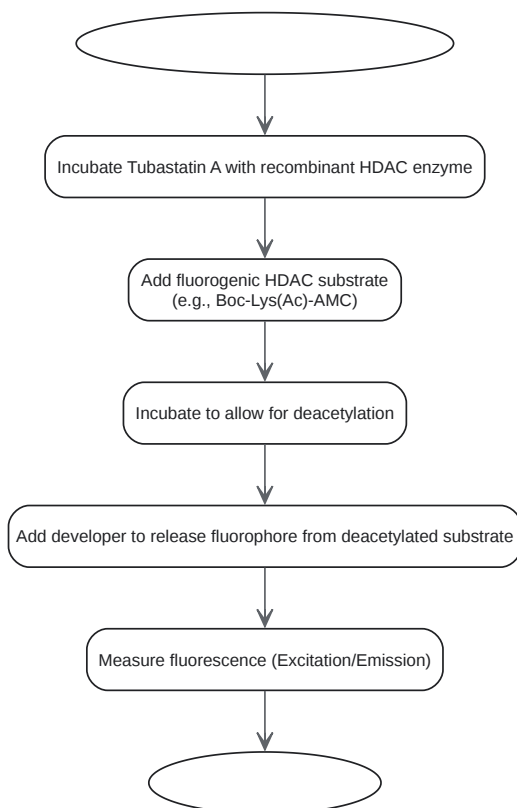 Incubate Tubastatin A with recombinant HDAC enzyme
Add fluorogenic HDAC substrate
(e.g., Boc-Lys(Ac)-AMC)
Incubate to allow for deacetylation
Add developer to release fluorophore from deacetylated substrate
Measure fluorescence (Excitation/Emission)